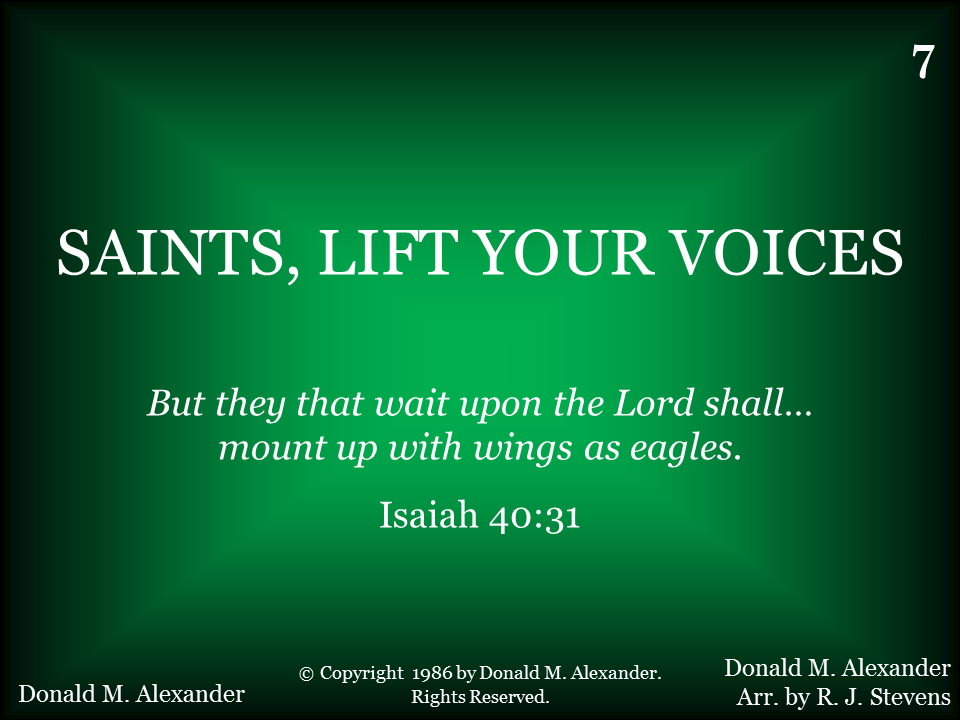 7
SAINTS, LIFT YOUR VOICES
But they that wait upon the Lord shall…
mount up with wings as eagles.
Isaiah 40:31
Donald M. Alexander
© Copyright 1986 by Donald M. Alexander.
Rights Reserved.
Donald M. Alexander
Arr. by R. J. Stevens